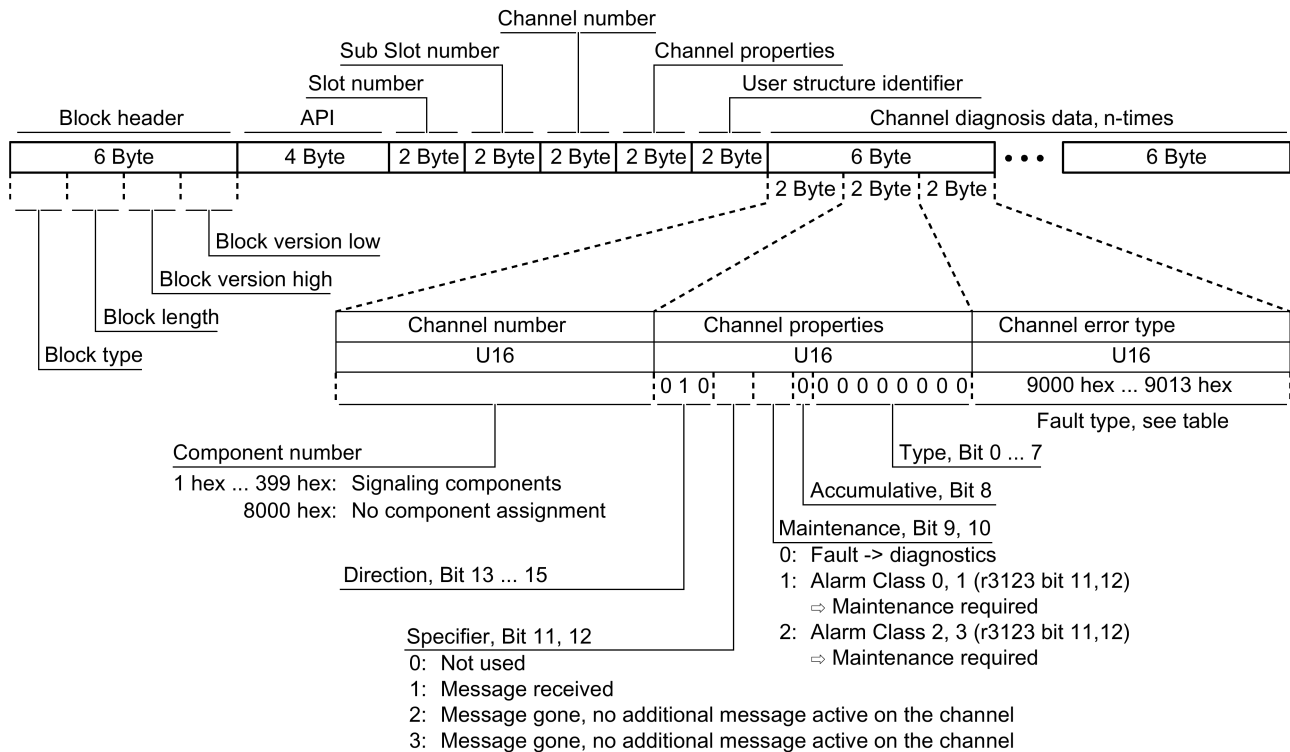 Channel number
Sub Slot number
Channel properties
Slot number
User structure identifier
Block header
API
Channel diagnosis data, n-times
6 Byte 4 Byte 2 Byte 2 Byte 2 Byte 2 Byte 2 Byte 6 Byte ••• 6 Byte
2 Byte 2 Byte 2 Byte
Block version low
Block version high
Block length
Block type
Channel number Channel properties Channel error type
U16 U16 U16
0 1 0 0 0 0 0 0 0 0 0 0 9000 hex ... 9013 hex
Fault type, see table
Component number
1 hex ... 399 hex: Signaling components
8000 hex: No component assignment
Type, Bit 0 ... 7
Accumulative, Bit 8
Maintenance, Bit 9, 10
0: Fault -> diagnostics
1: Alarm Class 0, 1 (r3123 bit 11,12)
⇨ Maintenance required
2: Alarm Class 2, 3 (r3123 bit 11,12)
⇨ Maintenance required
Direction, Bit 13 ... 15
Specifier, Bit 11, 12
0: Not used
1: Message received
2: Message gone, no additional message active on the channel
3: Message gone, no additional message active on the channel